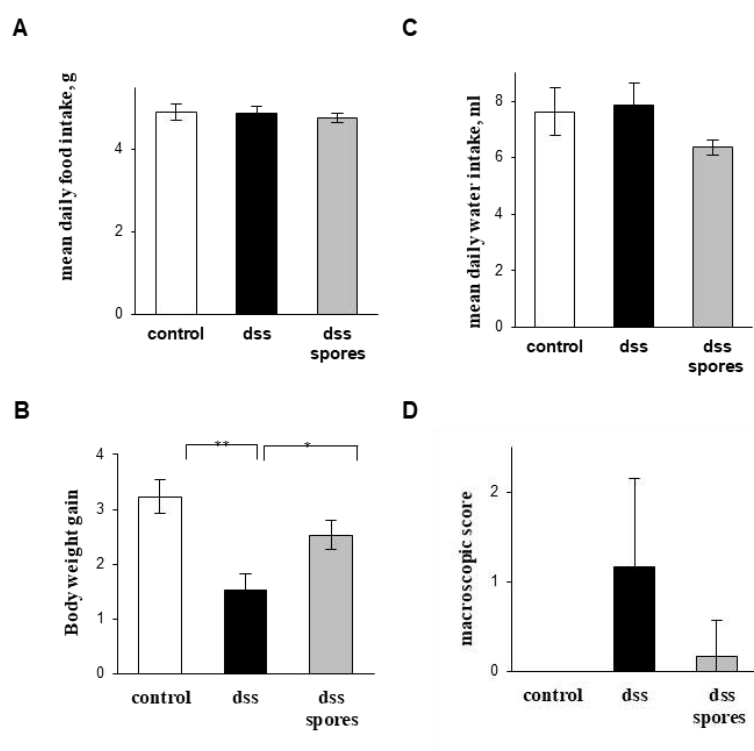 A
mean daily food intake, g
4
2
0
control
dss
dss
spores
C
mean daily water intake, ml
8
6
4
2
0
control
dss
dss
spores
B
Body weight gain
4
3
2
1
0
**
*
control
dss
dss
spores
D
macroscopic score
2
1
0
control
dss
dss
spores